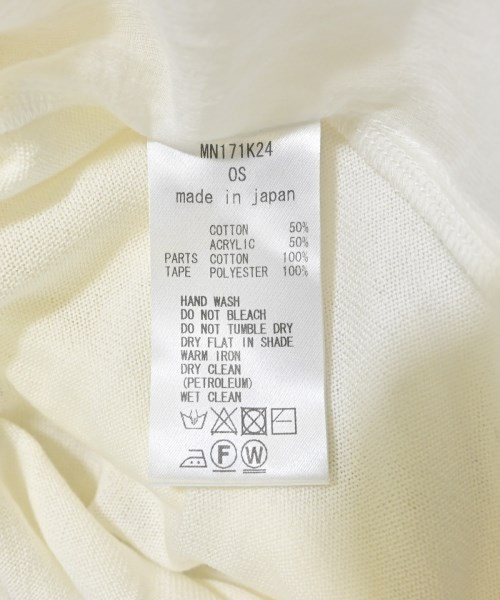 MN171K24
OS
made in japan
COTTON 50%
ACRYLIC 50%
PARTS COTTON 100%
TAPE POLYESTER 100%
HAND WASH
DO NOT BLEACH
DO NOT TUMBLE DRY
DRY FLAT IN SHADE
WARM IRON
DRY CLEAN
(PETROLEUM)
WET CLEAN
F W